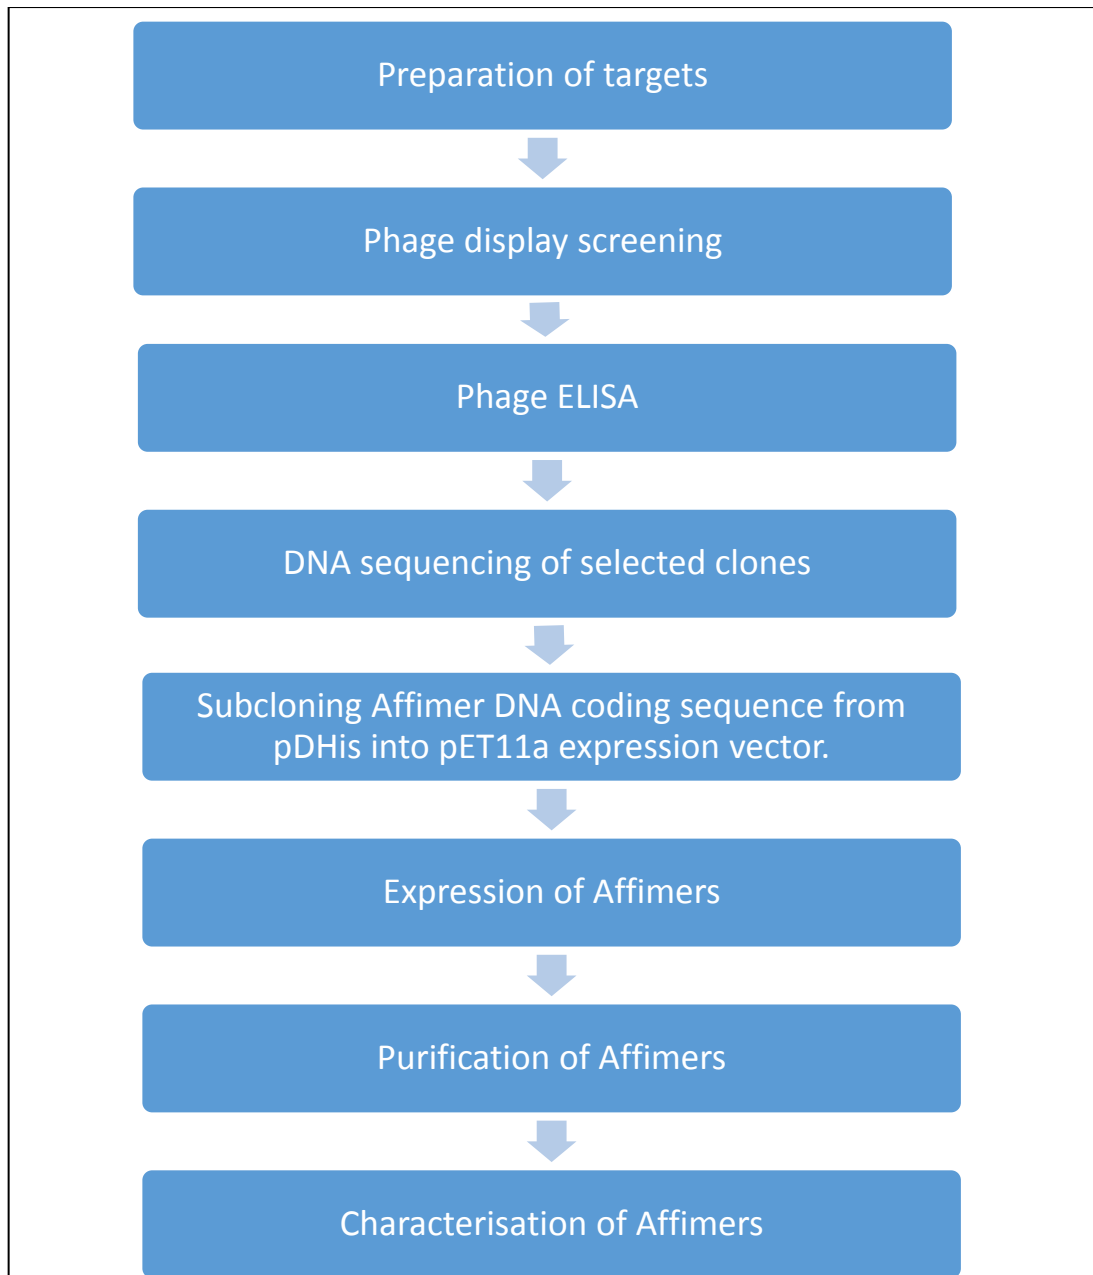 Preparation of targets
Phage display screening
Phage ELISA
DNA sequencing of selected clones
Subcloning Affimer DNA coding sequence from
pDHis into pET11a expression vector.
Expression of Affimers
Purification of Affimers
Characterisation of Affimers